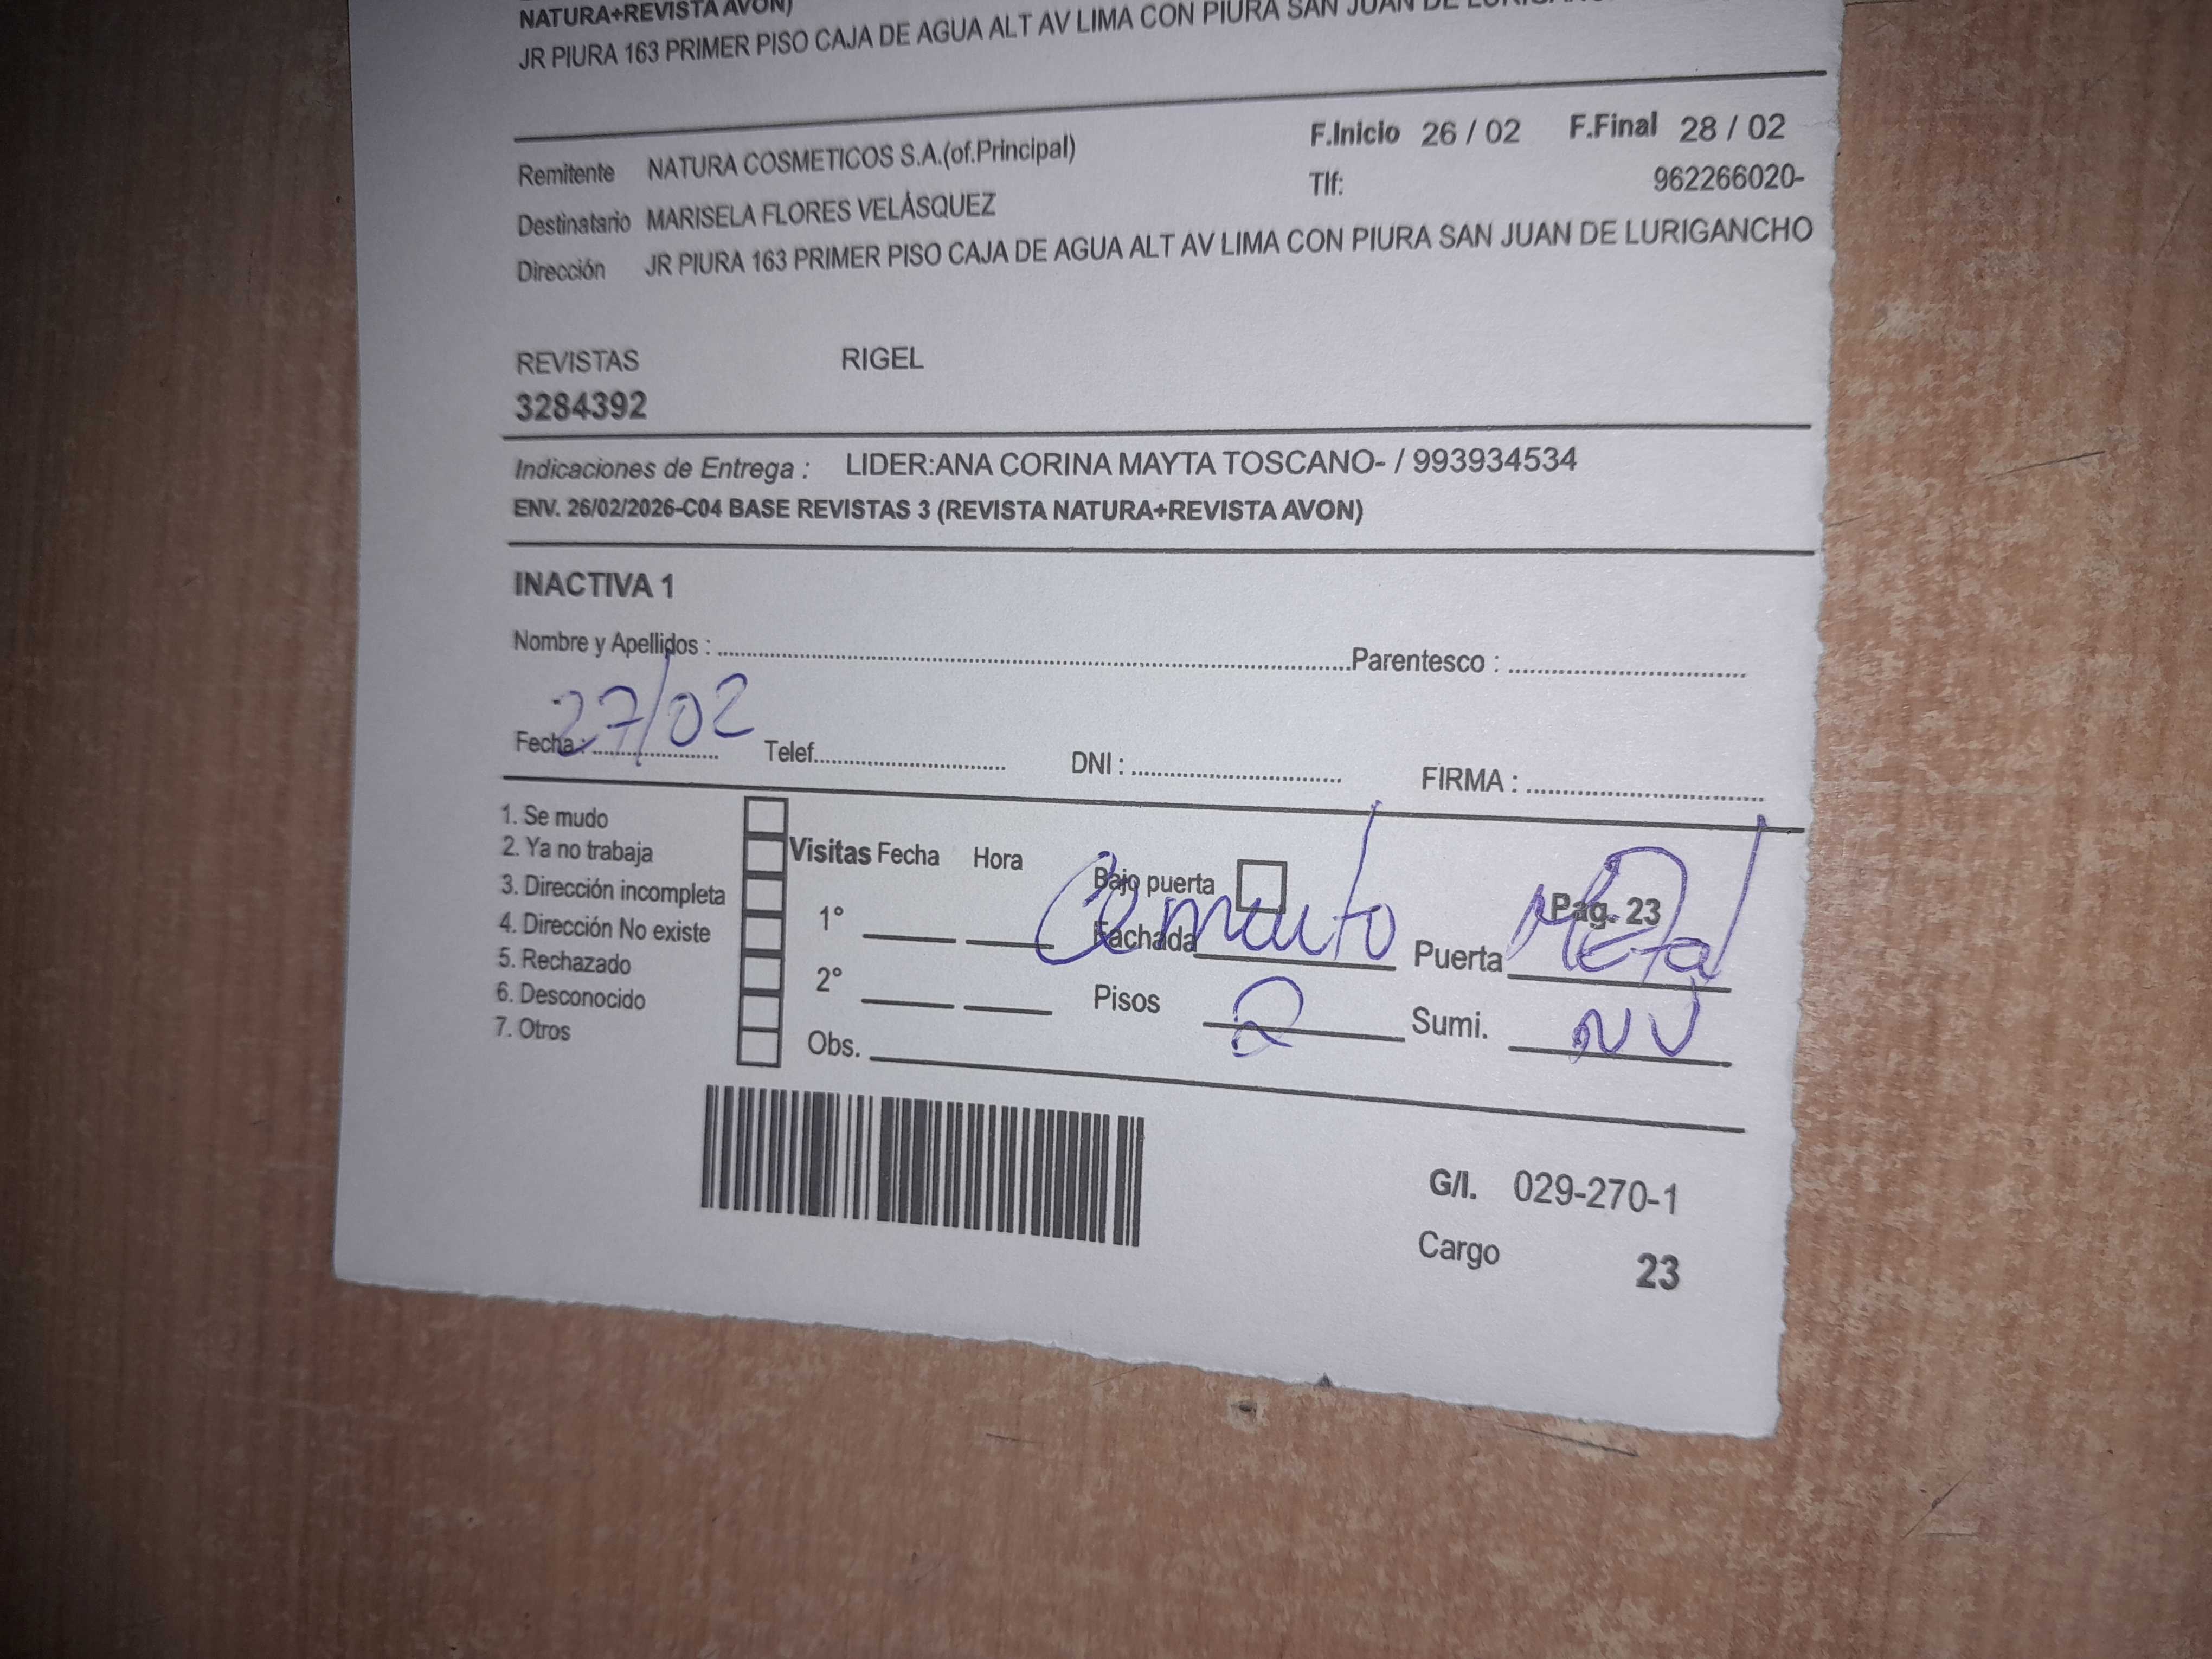 NATURA+REVISTA AVON)
JR PIURA 163 PRIMER PISO CAJA DE AGUA ALT AV LIMA CON PIURA SAN JUAN DE
F.Inicio 26 / 02 F.Final 28 / 02
Remitente NATURA COSMETICOS S.A.(of.Principal)
Tlf: 962266020-
Destinatario MARISELA FLORES VELÁSQUEZ
Dirección JR PIURA 163 PRIMER PISO CAJA DE AGUA ALT AV LIMA CON PIURA SAN JUAN DE LURIGANCHO
REVISTAS RIGEL
3284392
Indicaciones de Entrega : LIDER:ANA CORINA MAYTA TOSCANO- / 993934534
ENV. 26/02/2026-C04 BASE REVISTAS 3 (REVISTA NATURA+REVISTA AVON)
INACTIVA 1
Nombre y Apellidos : Parentesco :
Fecha : 27/02 Telef. DNI : FIRMA :
1. Se mudo
2. Ya no trabaja
3. Dirección incompleta
4. Dirección No existe
5. Rechazado
6. Desconocido
7. Otros
Visitas Fecha Hora
1°
2°
Obs.
Bajo puerta
Pag. 23
Fachada Cemento Puerta Metal
Pisos 2 Sumi. NV
G/I. 029-270-1
Cargo 23